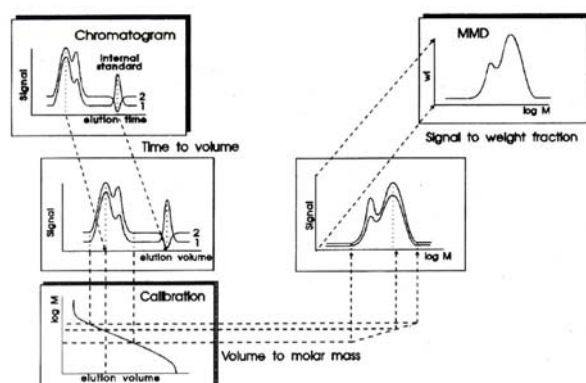 Chromatogram
internal
standard
Signal
2
1
elution time
MMD
wt
log M
Time to volume
Signal to weight fraction
Signal
2
1
elution volume
Signal
log M
Calibration
log M
elution volume
Volume to molar mass